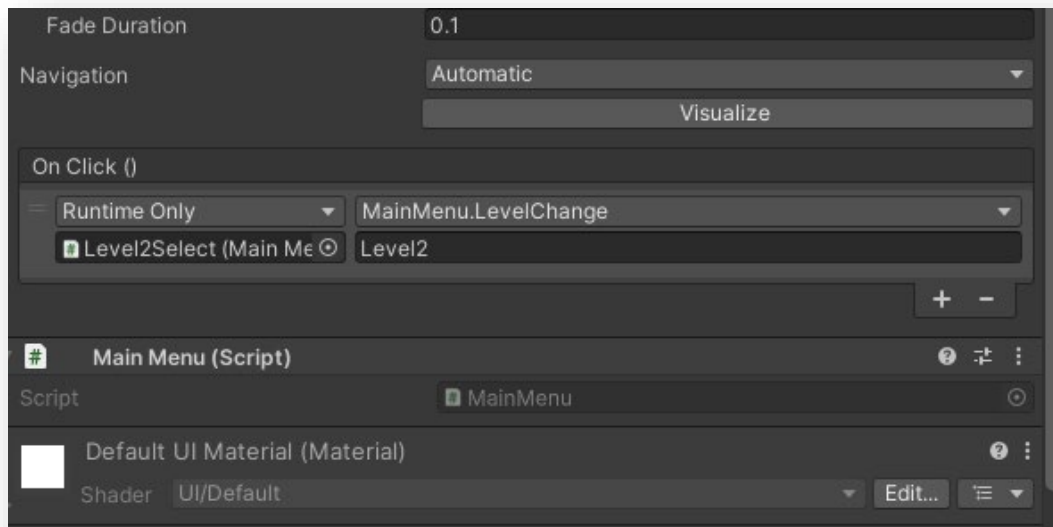 Fade Duration 0.1
Navigation Automatic
Visualize
On Click ()
Runtime Only MainMenu.LevelChange
# Level2Select (Main Me Level2
+ −
# Main Menu (Script)
Script # MainMenu
Default UI Material (Material)
Shader UI/Default Edit...